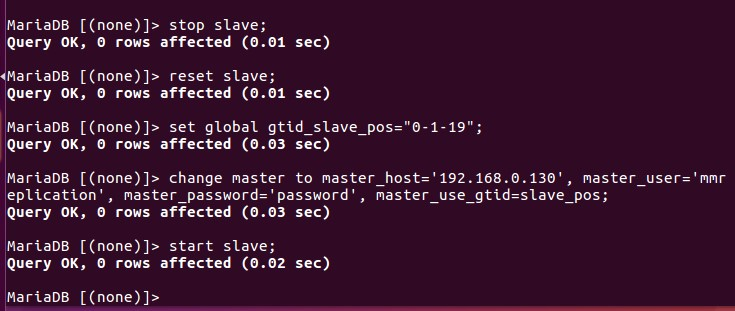 MariaDB [(none)]> stop slave;
Query OK, 0 rows affected (0.01 sec)
MariaDB [(none)]> reset slave;
Query OK, 0 rows affected (0.01 sec)
MariaDB [(none)]> set global gtid_slave_pos="0-1-19";
Query OK, 0 rows affected (0.03 sec)
MariaDB [(none)]> change master to master_host='192.168.0.130', master_user='mmr
eplication', master_password='password', master_use_gtid=slave_pos;
Query OK, 0 rows affected (0.03 sec)
MariaDB [(none)]> start slave;
Query OK, 0 rows affected (0.02 sec)
MariaDB [(none)]>